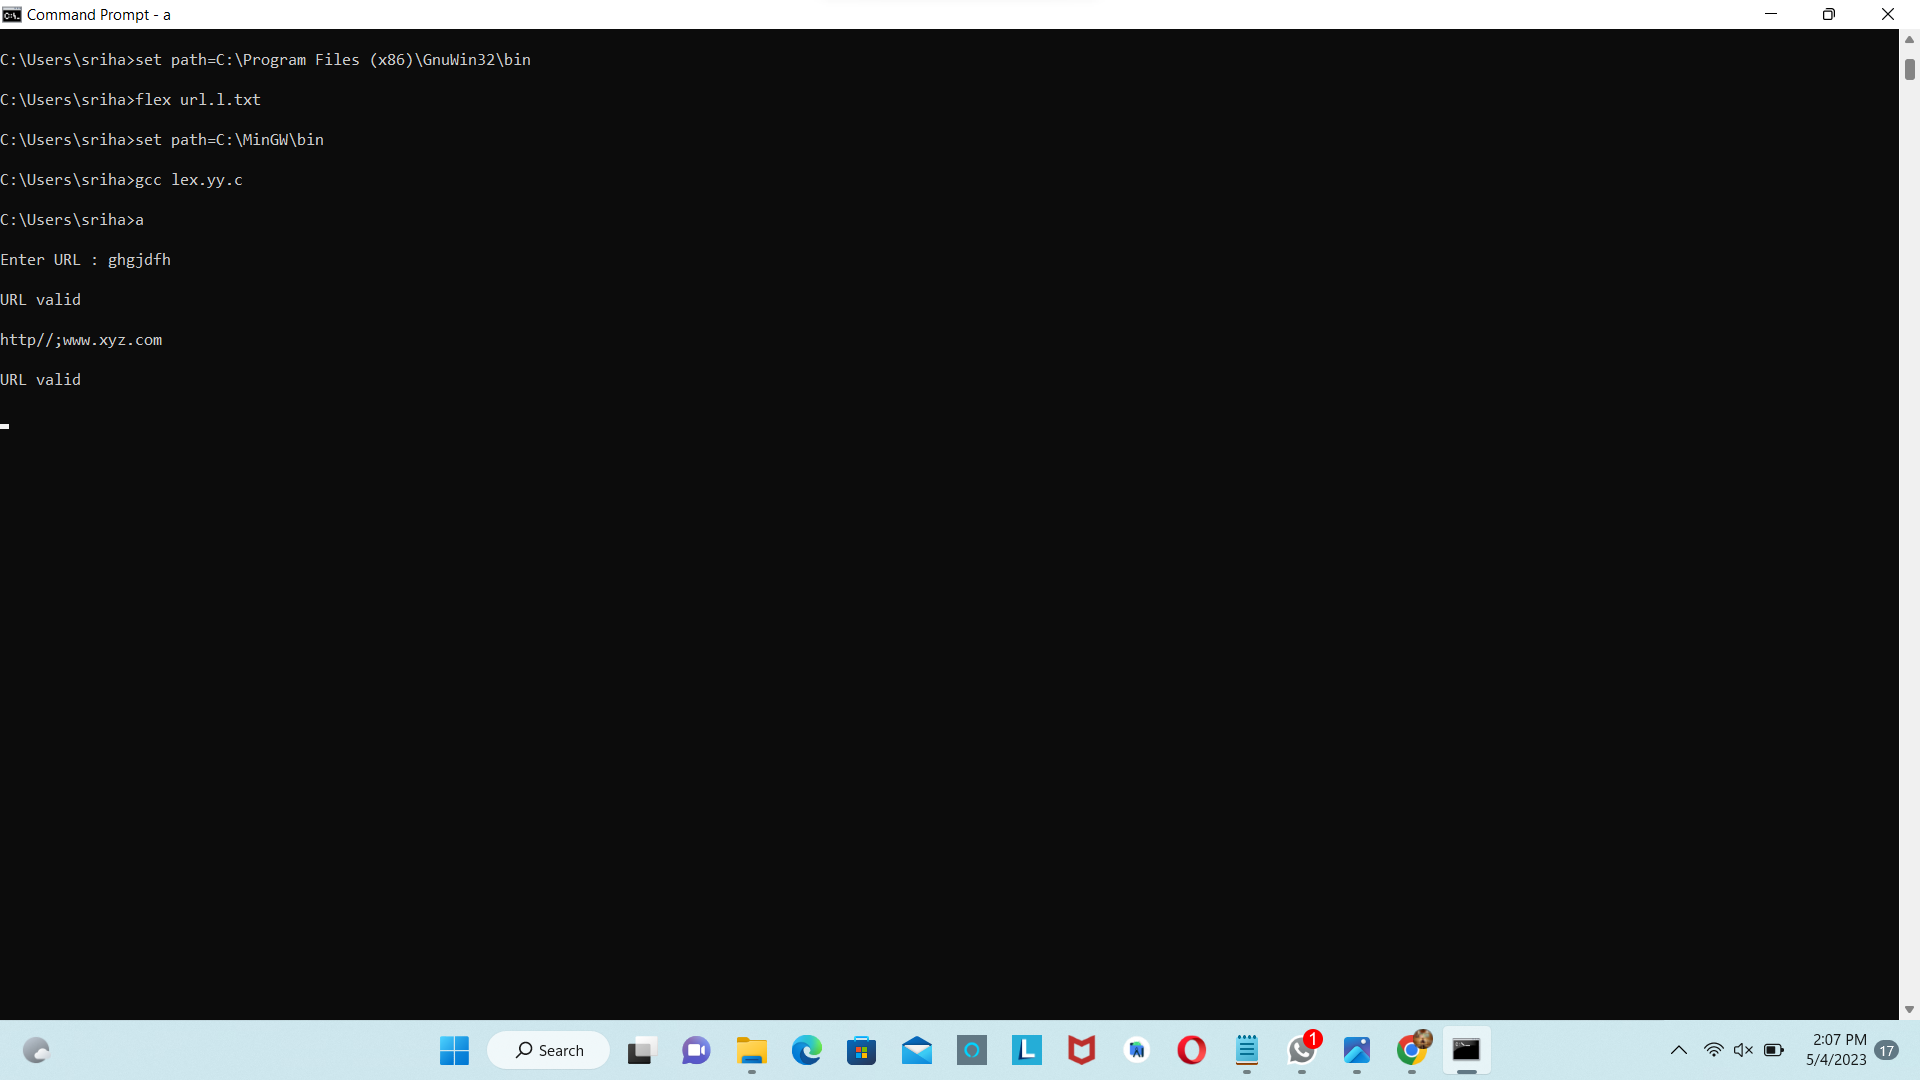 Command Prompt - a
C:\Users\sriha>set path=C:\Program Files (x86)\GnuWin32\bin
C:\Users\sriha>flex url.l.txt
C:\Users\sriha>set path=C:\MinGW\bin
C:\Users\sriha>gcc lex.yy.c
C:\Users\sriha>a
Enter URL : ghgjdfh
URL valid
http//;www.xyz.com
URL valid
Search
L
AI
1
2:07 PM
5/4/2023
17